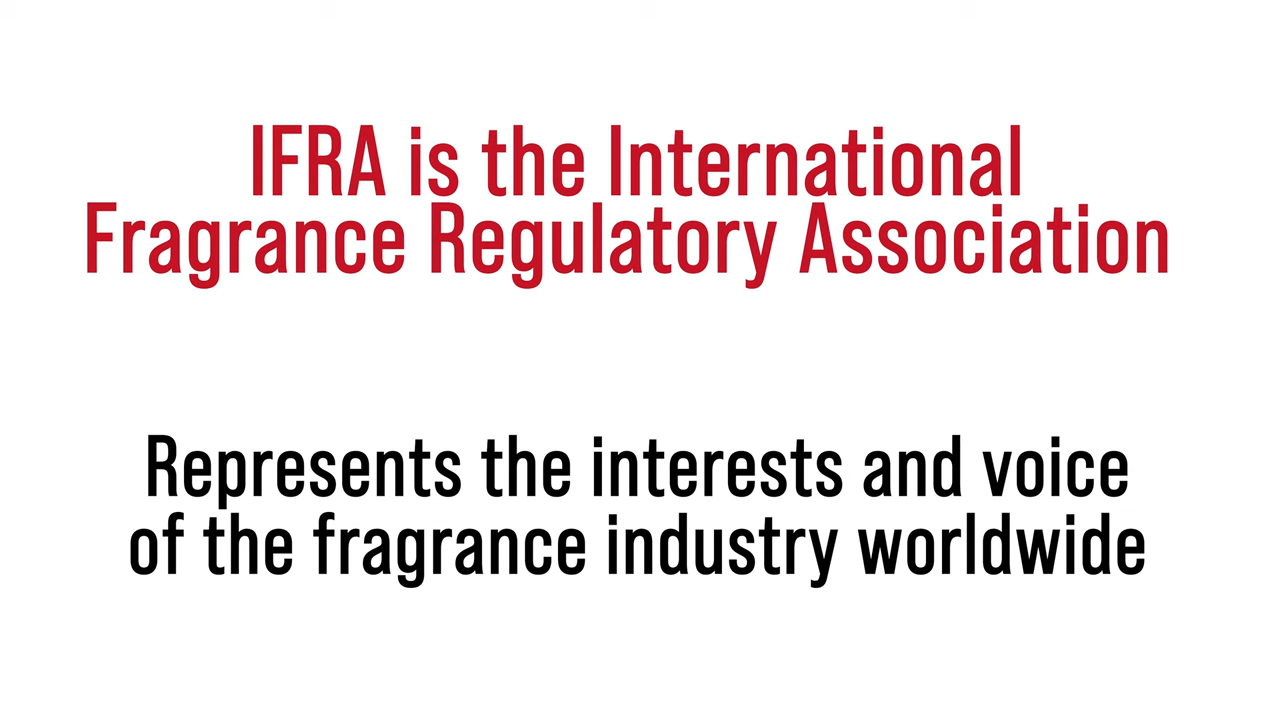 IFRA is the International
Fragrance Regulatory Association
Represents the interests and voice
of the fragrance industry worldwide